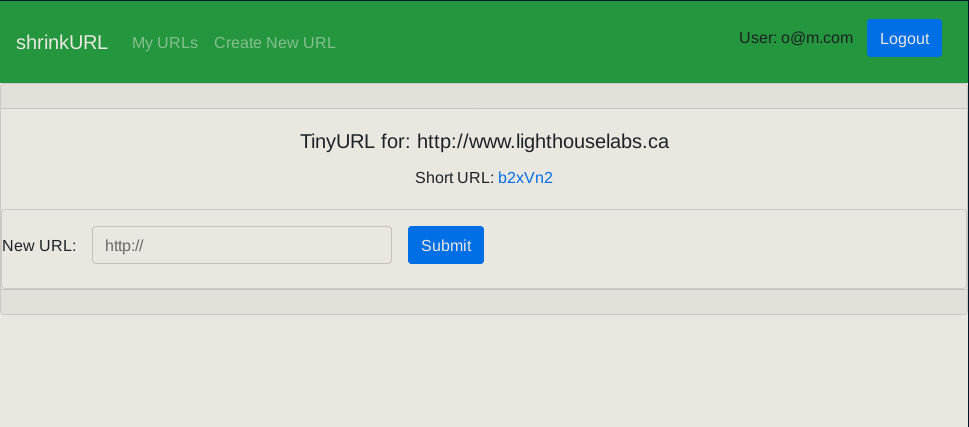 shrinkURL My URLs Create New URL User: o@m.com Logout
TinyURL for: http://www.lighthouselabs.ca
Short URL: b2xVn2
New URL: http:// Submit